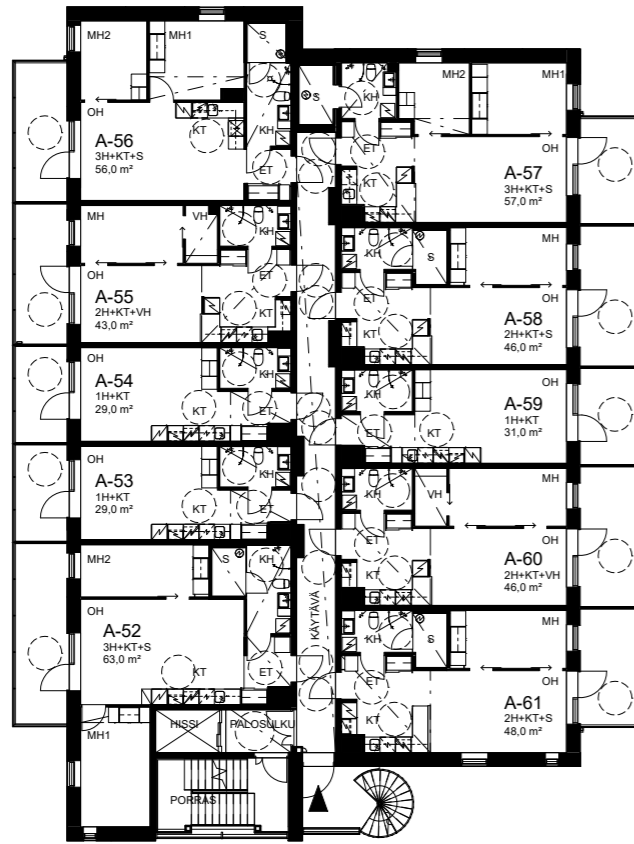 MH2
MH1
S
OH
A-56
3H+KT+S
56,0 m²
KT
KH
ET
S
KH
MH2
MH1
OH
A-57
3H+KT+S
57,0 m²
ET
KT
MH
VH
KH
OH
A-55
2H+KT+VH
43,0 m²
ET
KT
KH
S
MH
OH
A-58
2H+KT+S
46,0 m²
ET
KT
OH
A-54
1H+KT
29,0 m²
KH
KT
ET
KH
OH
A-59
1H+KT
31,0 m²
ET
KT
OH
A-53
1H+KT
29,0 m²
KH
KT
ET
KH
VH
MH
OH
A-60
2H+KT+VH
46,0 m²
ET
KT
MH2
S
KH
OH
A-52
3H+KT+S
63,0 m²
KT
ET
KÄYTÄVÄ
KH
S
MH
OH
A-61
2H+KT+S
48,0 m²
ET
KT
MH1
HISSI
PALOSULKU
PORRAS